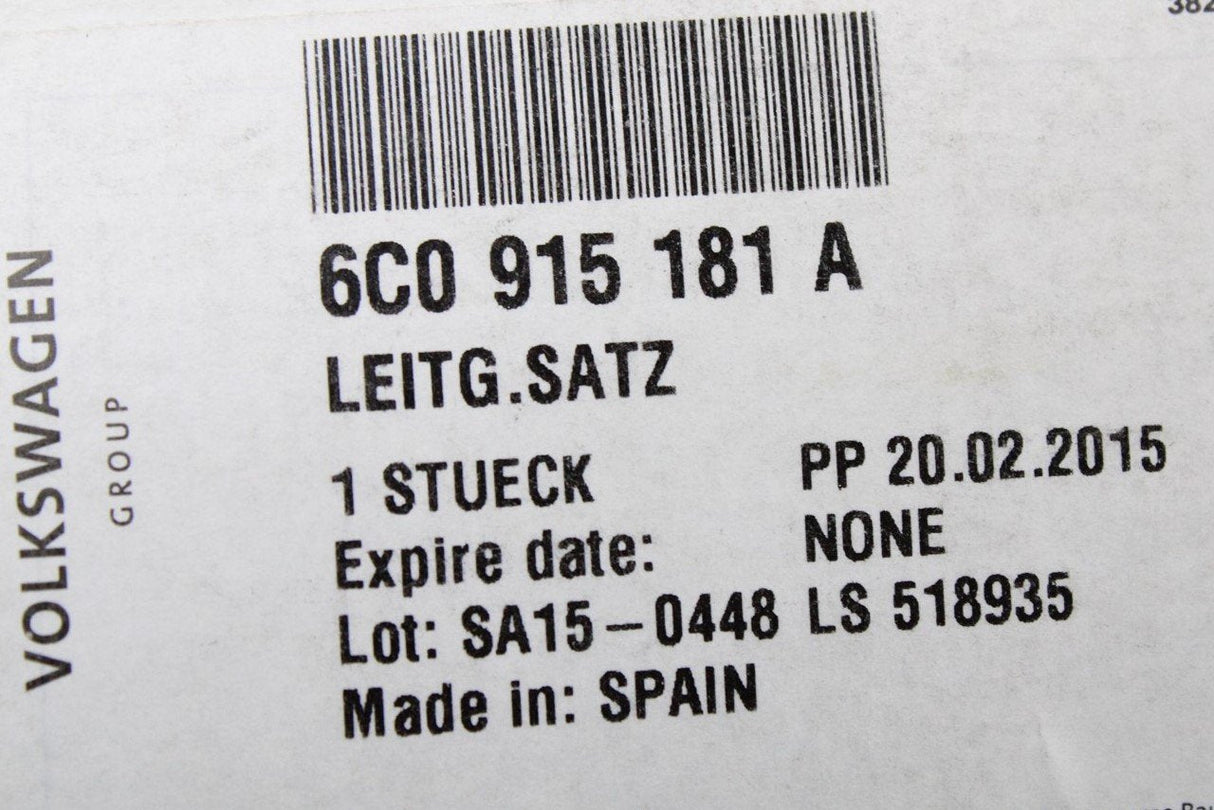 382
6C0 915 181 A
LEITG.SATZ
1 STUECK PP 20.02.2015
Expire date: NONE
Lot: SA15-0448 LS 518935
Made in: SPAIN
VOLKSWAGEN
GROUP